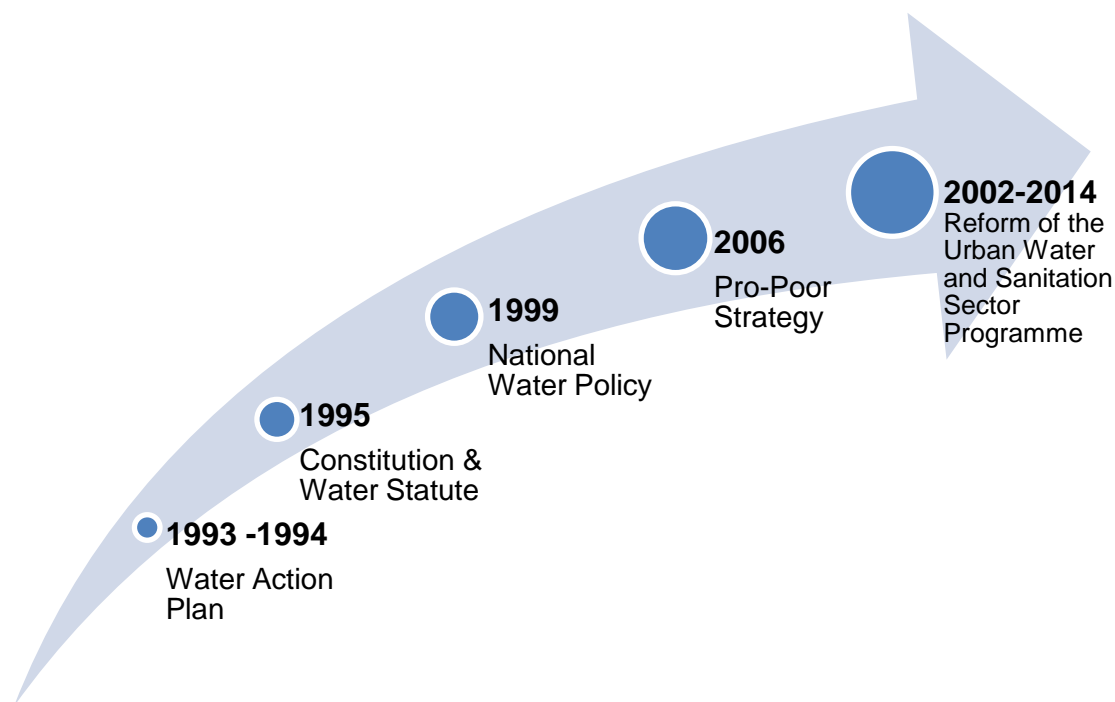 1993 -1994
Water Action
Plan
1995
Constitution &
Water Statute
1999
National
Water Policy
2006
Pro-Poor
Strategy
2002-2014
Reform of the
Urban Water
and Sanitation
Sector
Programme